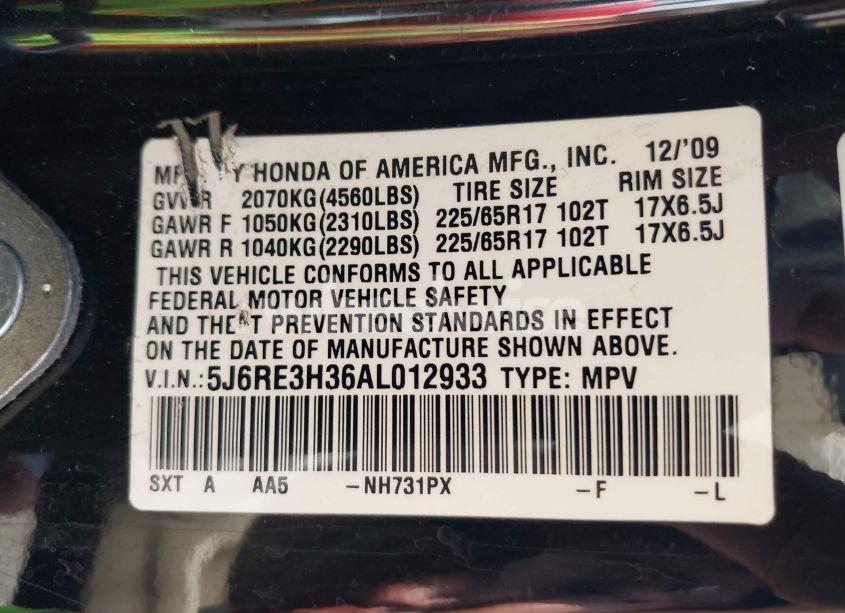 HONDA OF AMERICA MFG., INC. 12/'09
2070KG(4560LBS) TIRE SIZE RIM SIZE
GAWR F 1050KG(2310LBS) 225/65R17 102T 17X6.5J
GAWR R 1040KG(2290LBS) 225/65R17 102T 17X6.5J
THIS VEHICLE CONFORMS TO ALL APPLICABLE
FEDERAL MOTOR VEHICLE SAFETY
AND THEFT PREVENTION STANDARDS IN EFFECT
ON THE DATE OF MANUFACTURE SHOWN ABOVE.
V.I.N.: 5J6RE3H36AL012933 TYPE: MPV
SXT A AA5 -NH731PX -F -L